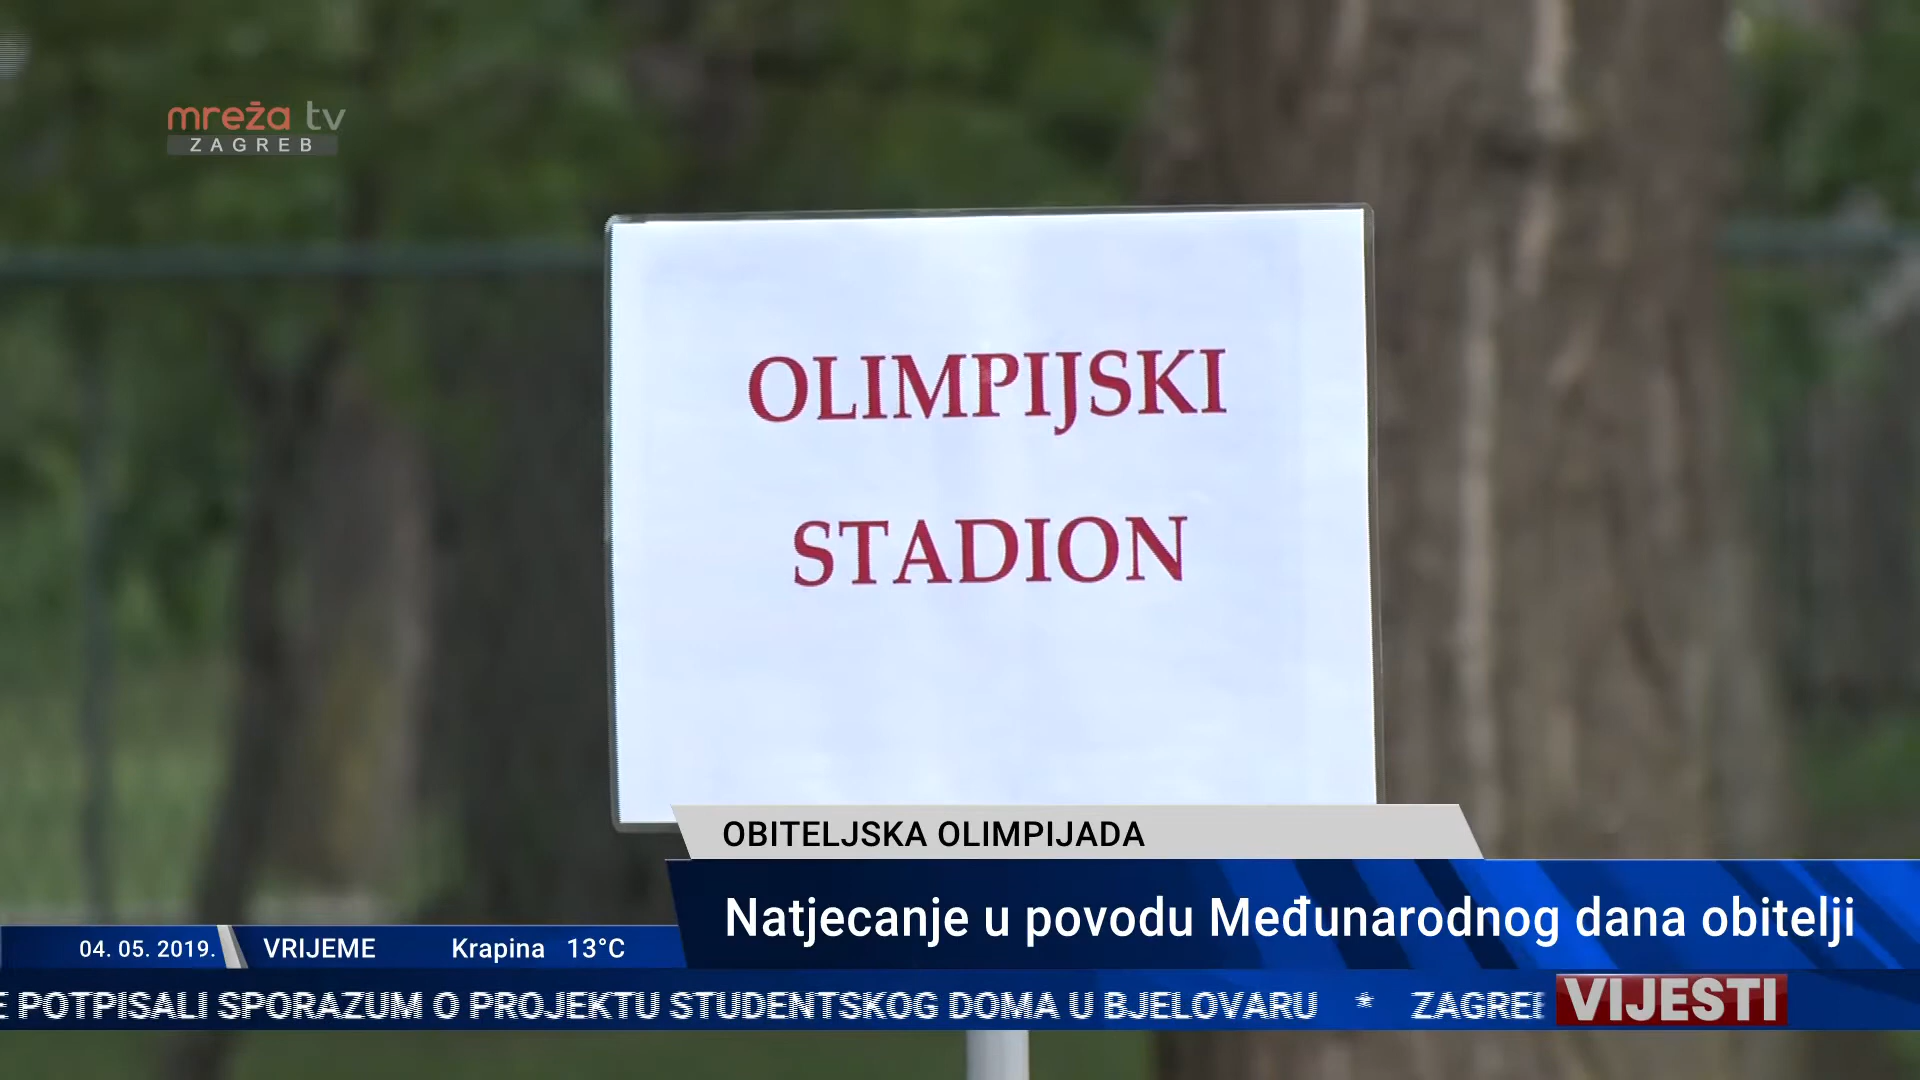 mreža tv
ZAGREB
OLIMPIJSKI
STADION
OBITELJSKA OLIMPIJADA
Natjecanje u povodu Međunarodnog dana obitelji
04. 05. 2019. VRIJEME Krapina 13°C
POTPISALI SPORAZUM O PROJEKTU STUDENTSKOG DOMA U BJELOVARU * VIJESTI